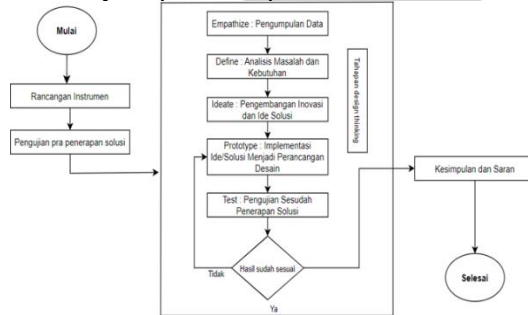 Mulai
Rancangan Instrumen
Pengujian pra penerapan solusi
Empathize : Pengumpulan Data
Define : Analisis Masalah dan
Kebutuhan
Ideate : Pengembangan Inovasi
dan Ide Solusi
Prototype : Implementasi
Ide/Solusi Menjadi Perancangan
Desain
Test : Pengujian Sesudah
Penerapan Solusi
Hasil sudah sesuai
Tidak
Ya
Tahapan design thinking
Kesimpulan dan Saran
Selesai